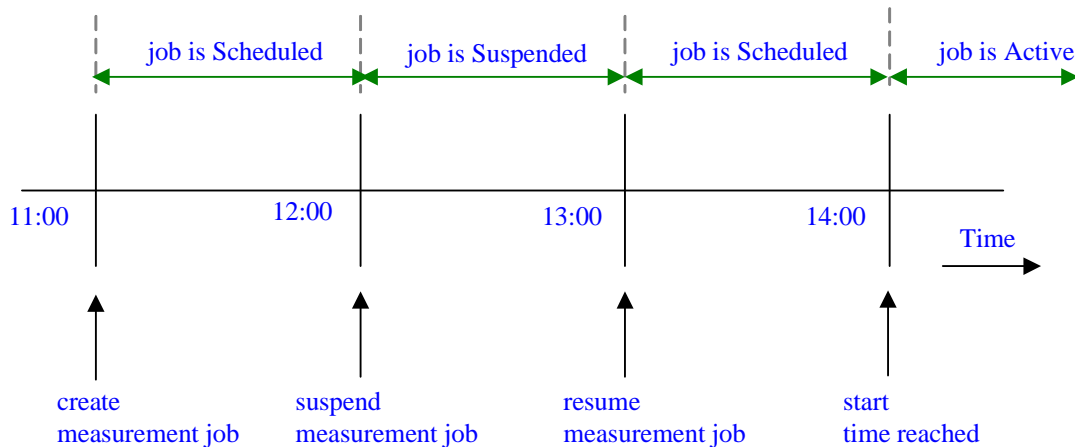 job is Scheduled
job is Suspended
job is Scheduled
job is Active
11:00
12:00
13:00
14:00
Time
create
measurement job
suspend
measurement job
resume
measurement job
start
time reached